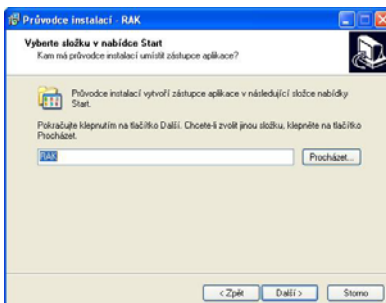 Průvodce instalací - RAK
Vyberte složku v nabídce Start
Kam má průvodce instalací umístit zástupce aplikace?
Průvodce instalací vytvoří zástupce aplikace v následující složce nabídky
Start.
Pokračujte klepnutím na tlačítko Další. Chcete-li zvolit jinou složku, klepněte na tlačítko
Procházet.
RAK
Procházet...
< Zpět
Další >
Storno